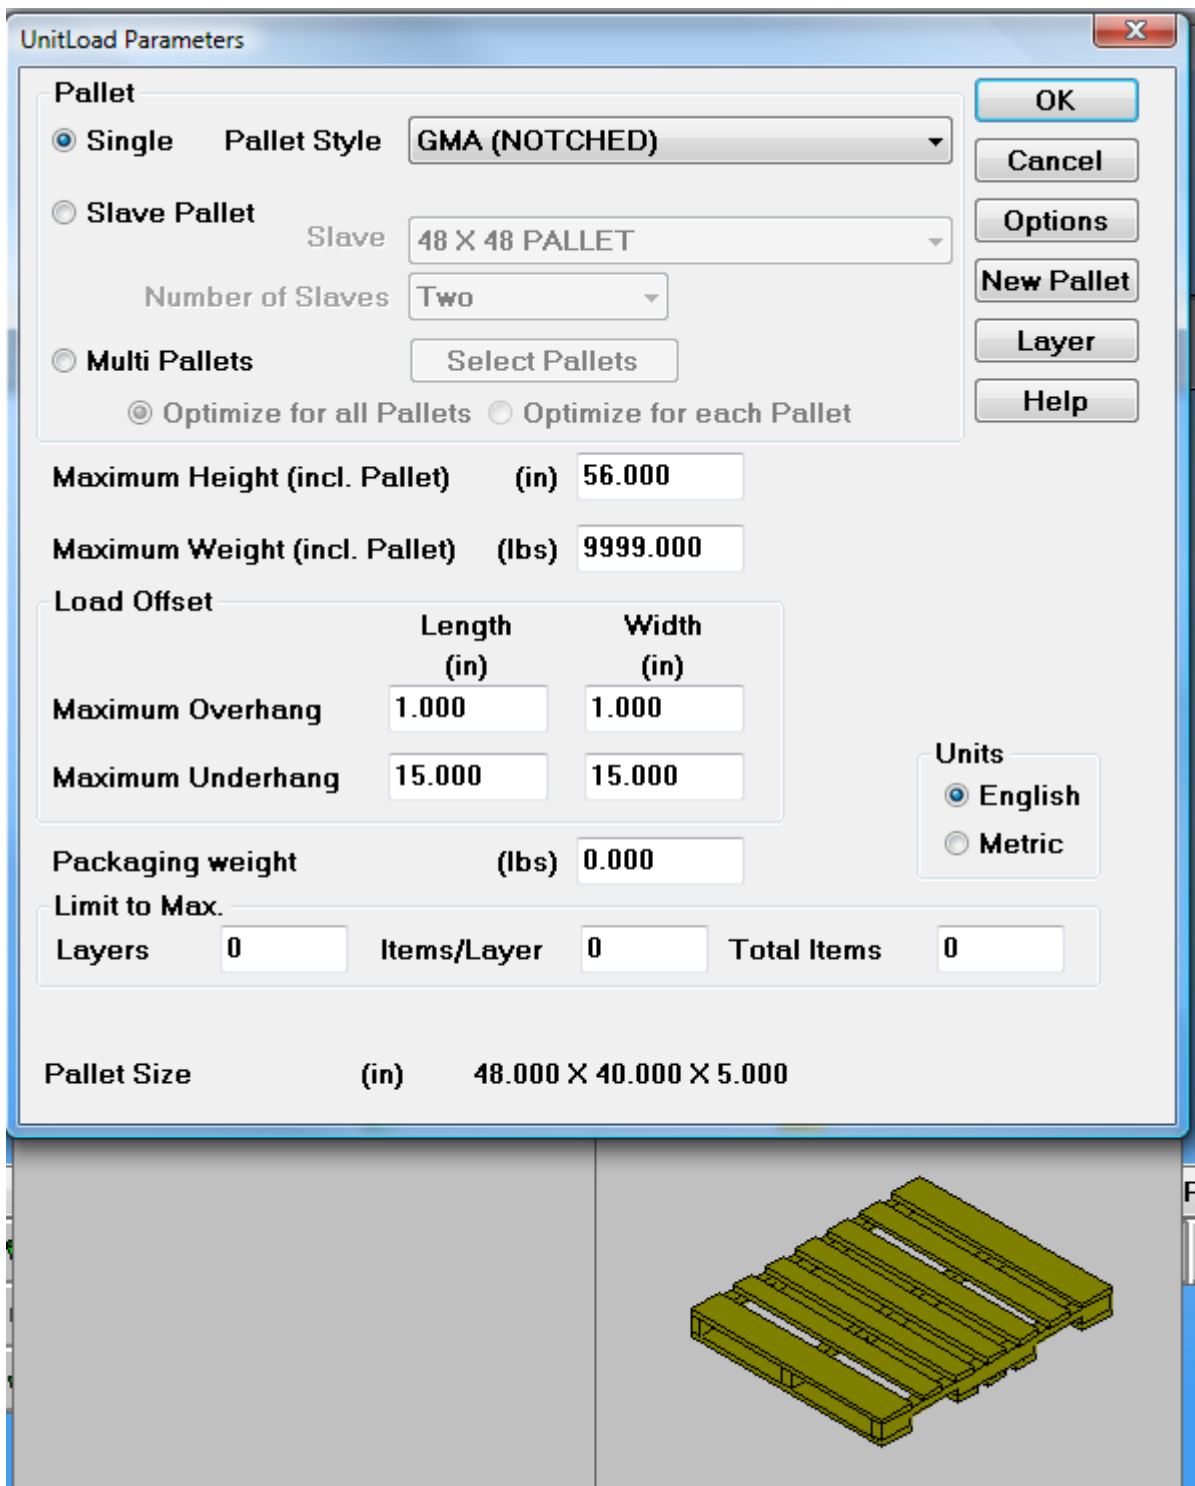 UnitLoad Parameters
Pallet
Single Pallet Style GMA (NOTCHED)
OK
Cancel
Slave Pallet
Slave 48 X 48 PALLET
Options
Number of Slaves Two
New Pallet
Multi Pallets Select Pallets
Layer
Optimize for all Pallets Optimize for each Pallet
Help
Maximum Height (incl. Pallet) (in) 56.000
Maximum Weight (incl. Pallet) (lbs) 9999.000
Load Offset
Length Width
(in) (in)
Maximum Overhang 1.000 1.000
Maximum Underhang 15.000 15.000
Units
English
Metric
Packaging weight (lbs) 0.000
Limit to Max.
Layers 0 Items/Layer 0 Total Items 0
Pallet Size (in) 48.000 X 40.000 X 5.000